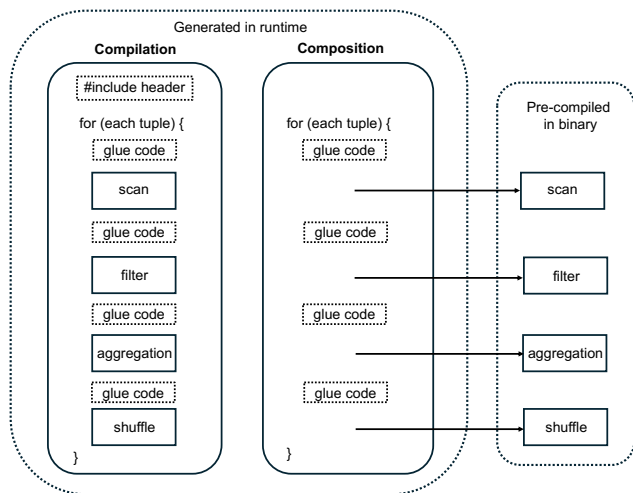 Generated in runtime
Compilation
#include header
for (each tuple) {
glue code
scan
glue code
filter
glue code
aggregation
glue code
shuffle
}
Composition
for (each tuple) {
glue code
glue code
glue code
glue code
}
Pre-compiled
in binary
scan
filter
aggregation
shuffle